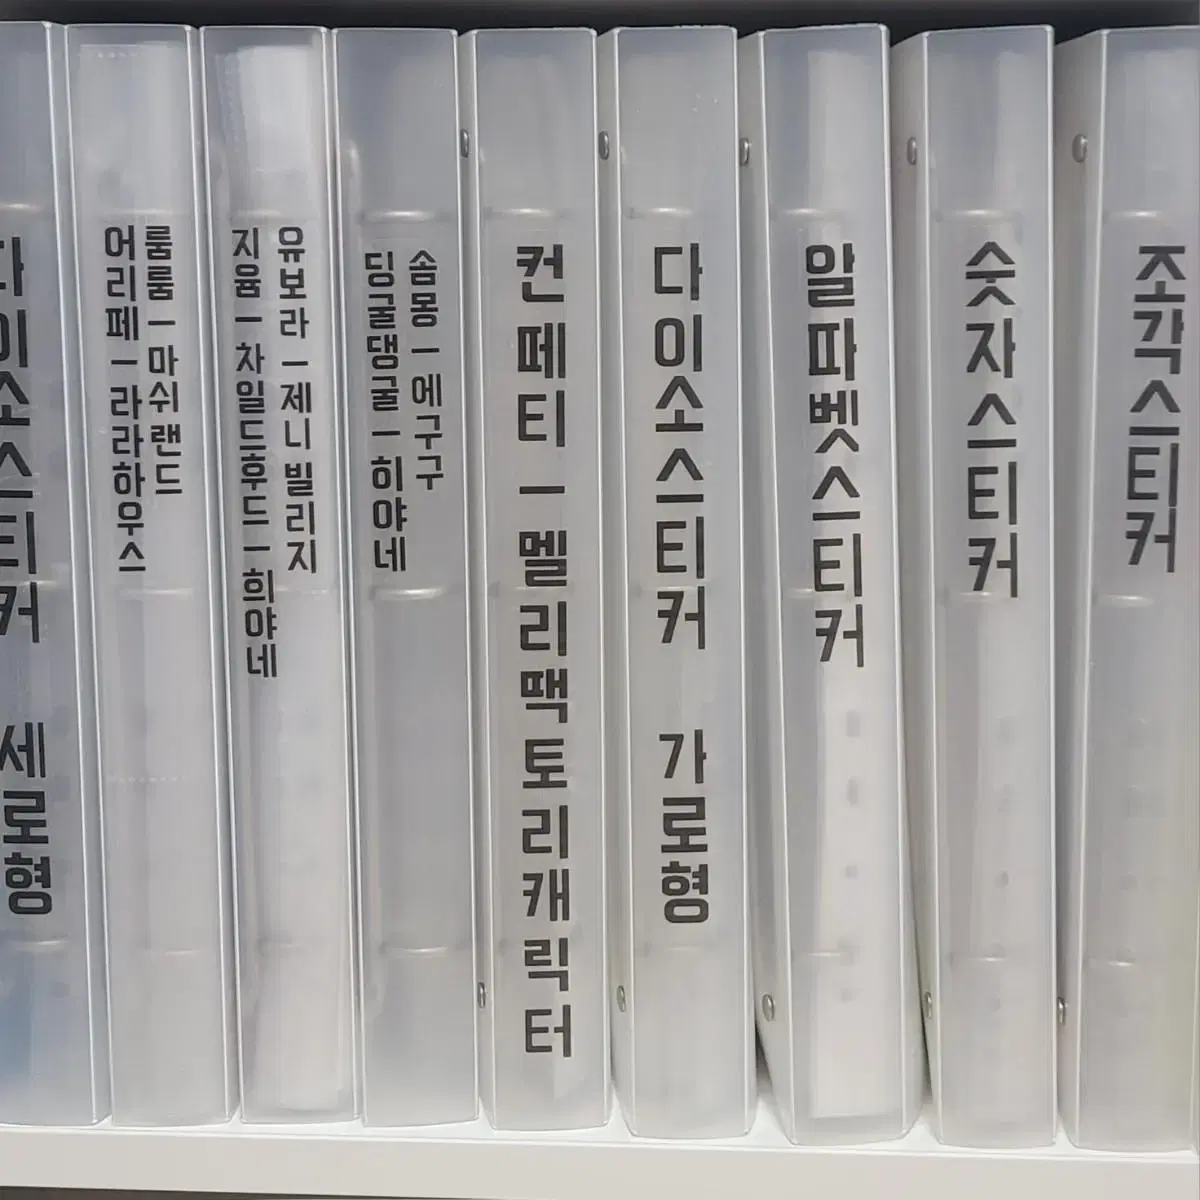 다이소스티커 세로형
룸룸 - 마쉬랜드
어리페 - 라라하우스
유보라 - 제니빌리지
지윰 - 차일드후드 - 희야네
솜몽 - 에구구
딩굴댕굴 - 히야네
컨페티 - 멜리팩토리캐릭터
다이소스티커 가로형
알파벳스티커
숫자스티커
조각스티커